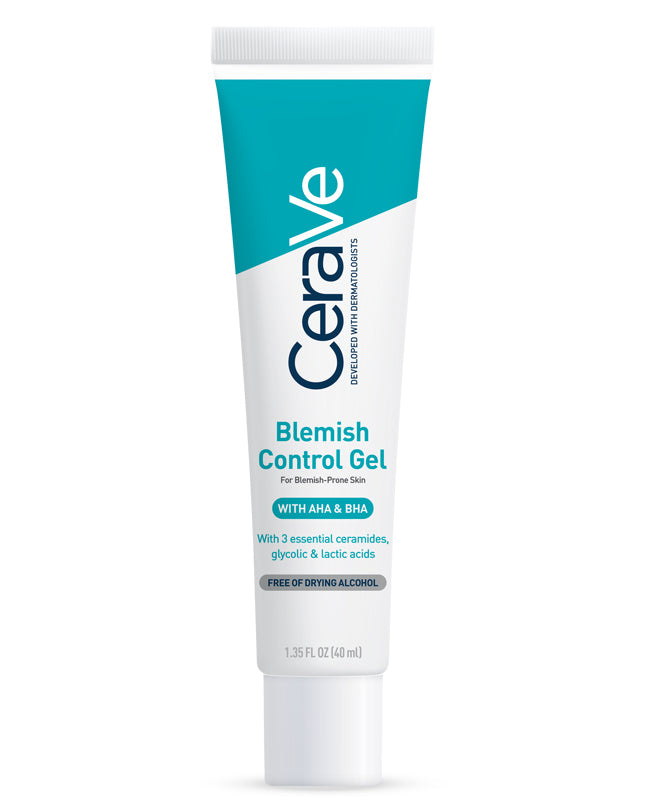 CeraVe
DEVELOPED WITH DERMATOLOGISTS
Blemish
Control Gel
For Blemish-Prone Skin
WITH AHA & BHA
With 3 essential ceramides,
glycolic & lactic acids
FREE OF DRYING ALCOHOL
1.35 FL OZ (40 ml)